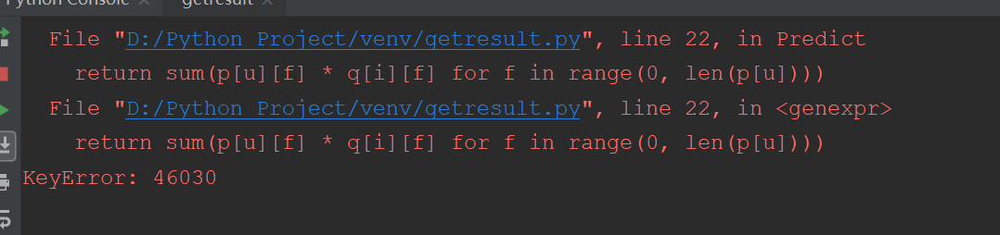 Python Console × getresult ×
File "D:/Python Project/venv/getresult.py", line 22, in Predict
return sum(p[u][f] * q[i][f] for f in range(0, len(p[u])))
File "D:/Python Project/venv/getresult.py", line 22, in <genexpr>
return sum(p[u][f] * q[i][f] for f in range(0, len(p[u])))
KeyError: 46030